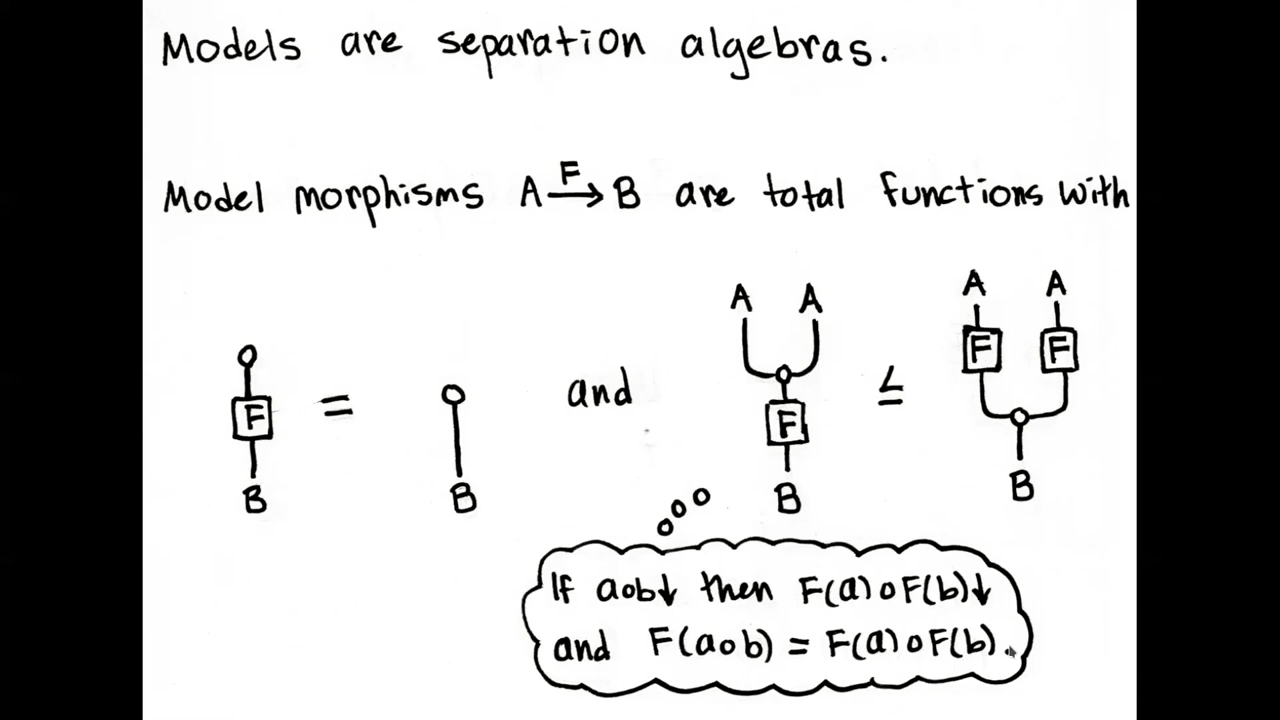 Models are separation algebras.
Model morphisms A F→ B are total functions with
A A
A A
F F
F = and ≤
F
B B B B
If a∘b↓ then F(a)∘F(b)↓
and F(a∘b) = F(a)∘F(b).